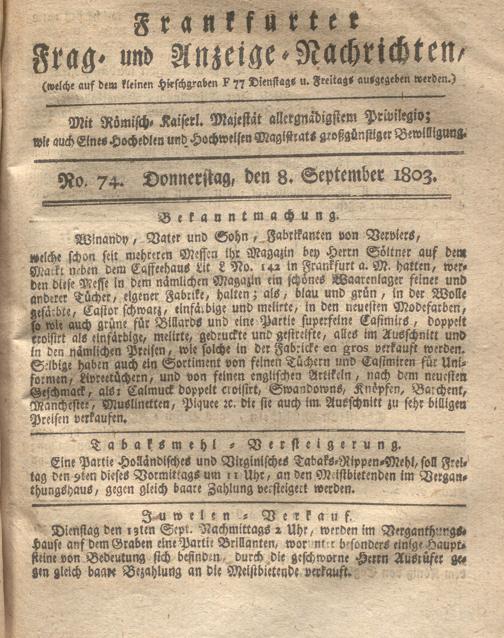 Frankfurter
Frag- und Anzeige-Nachrichten,
(welche auf dem kleinen Hirschgraben F 77 Dienstags u. Freitags ausgegeben werden.)
Mit Römisch-Kaiserl. Majestät allergnädigstem Privilegio;
wie auch Eines Hochedlen und Hochweisen Magistrats großgünstiger Bewilligung.
No. 74. Donnerstag, den 8. September 1803.
Bekanntmachung.
Winandy, Vater und Sohn, Fabrikanten von Verviers,
welche schon seit mehreren Messen ihr Magazin bey Herrn Söltner auf dem
Markt neben dem Caffeehaus Lit L No. 142 in Frankfurt a. M. hatten, wer-
den diese Messe in dem nämlichen Magazin ein schönes Waarenlager feiner und
anderer Tücher, eigener Fabrike, halten; als, blau und grün, in der Wolle
gefärbte, Castor schwarz, einfärbige und melirte, in den neuesten Modefarben,
so wie auch grüne für Billards und eine Partie superfeine Casimirs, doppelt
croisirt als einfärbige, melirte, gedruckte und gestreifte, alles im Ausschnitt und
in den nämlichen Preisen, wie solche in der Fabricke en gros verkauft werden.
Selbige haben auch ein Sortiment von feinen Tüchern und Casimiren für Uni-
formen, Livreetüchern, und von feinen englischen Artikeln, nach dem neuesten
Geschmack, als: Calmuck doppelt croisirt, Swandowns, Knöpfen, Barchent,
Manchester, Muslinetten, Piquee ꝛc. die sie auch im Ausschnitt zu sehr billigen
Preisen verkaufen.
Tabaksmehl-Versteigerung.
Eine Partie Holländisches und Virginisches Tabaks-Rippen-Mehl, soll Frei-
tag den 9ten dieses Vormittags um 11 Uhr, an den Meistbietenden im Vergan-
thungshaus, gegen gleich baare Zahlung versteigert werden.
Juwelen-Verkauf.
Dienstag den 13ten Sept. Nachmittags 2 Uhr, werden im Verganthungs-
Hause auf dem Graben eine Partie Brillanten, worunter besonders einige Haupt-
steine von Bedeutung sich befinden, durch die geschworne Herrn Ausrüfer ge-
gen gleich baare Bezahlung an die Meistbietende verkauft.